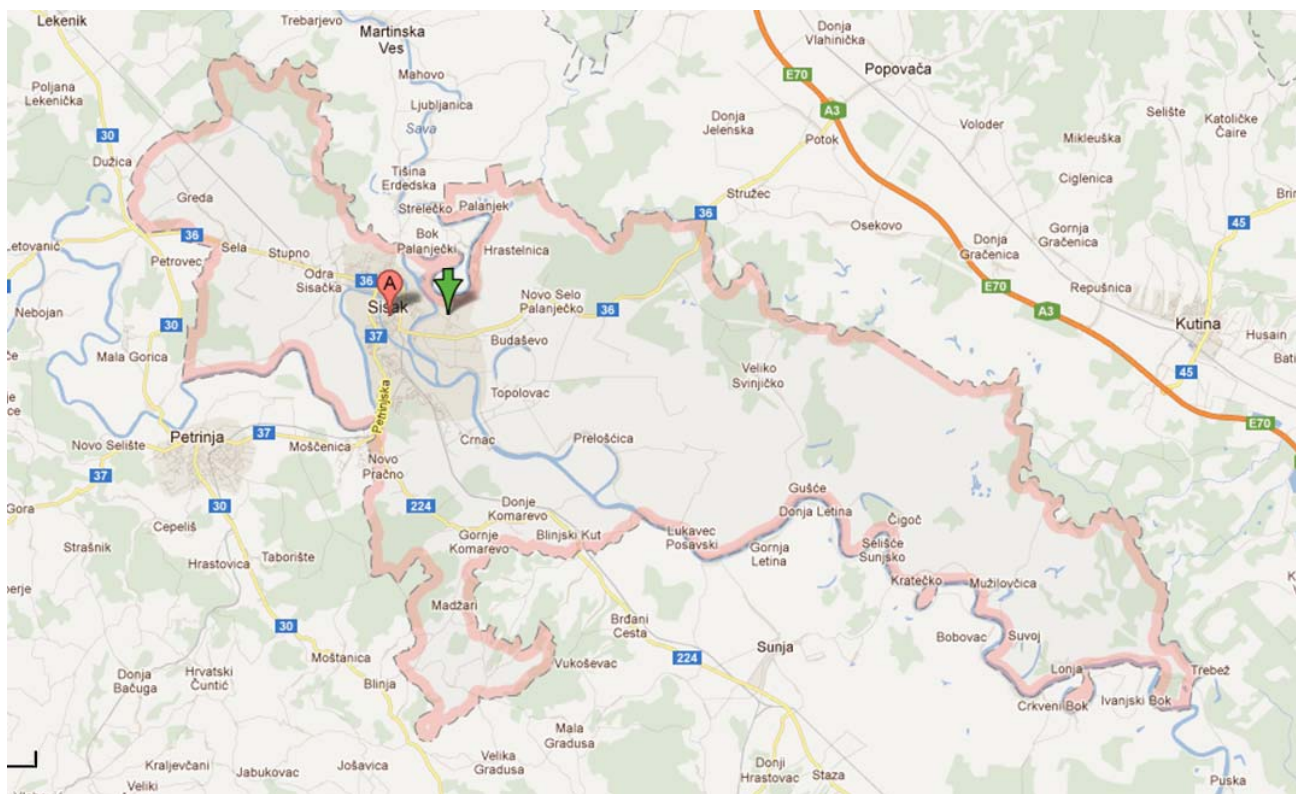 Lekenik
Trebarjevo
Martinska
Ves
Donja
Vlahinička
E70
Popovača
Poljana
Lekenička
Mahovo
Ljubljanica
Sava
Donja
Jelenska
A3
Potok
Voloder
Mikleuška
Selište
Katoličke
Čaire
30
Dužica
Tišina
Erdedska
Ciglenica
Greda
Strelečko
Palanjek
Stružec
36
Osekovo
45
Brin
Letovanić
36
Sela
Stupno
Bok
Palanječki
Hrastelnica
Gornja
Gračenica
Donja
Gračenica
Petrovec
Odra
Sisačka
36
A
Sisak
E70
Repušnica
Nebojan
30
37
Novo Selo
Palanječko
36
A3
Kutina
Husain
Bati
Mala Gorica
Budaševo
Veliko
Svinjičko
45
Topolovac
Petrinjska
E70
Novo Selište
Petrinja
37
Moščenica
Crnac
Prelošćica
37
Novo
Pračno
Gora
30
224
Donje
Komarevo
Gušće
Donja Letina
Čigoč
Cepeliš
Strašnik
Taborište
Gornje
Komarevo
Blinjski Kut
Lukavec
Posavski
Gornja
Letina
Selišće
Sunjsko
Hrastovica
Kratečko
Mužilovčica
Madžari
30
Brđani
Cesta
Sunja
Bobovac
Suvoj
Donja
Bačuga
Hrvatski
Čuntić
Moštanica
Vukoševac
224
Lonja
Trebež
Blinja
Crkveni Bok
Ivanjski Bok
Mala
Gradusa
Kraljevčani
Jabukovac
Jošavica
Velika
Gradusa
Donji
Hrastovac
Staza
Puska
Veliki